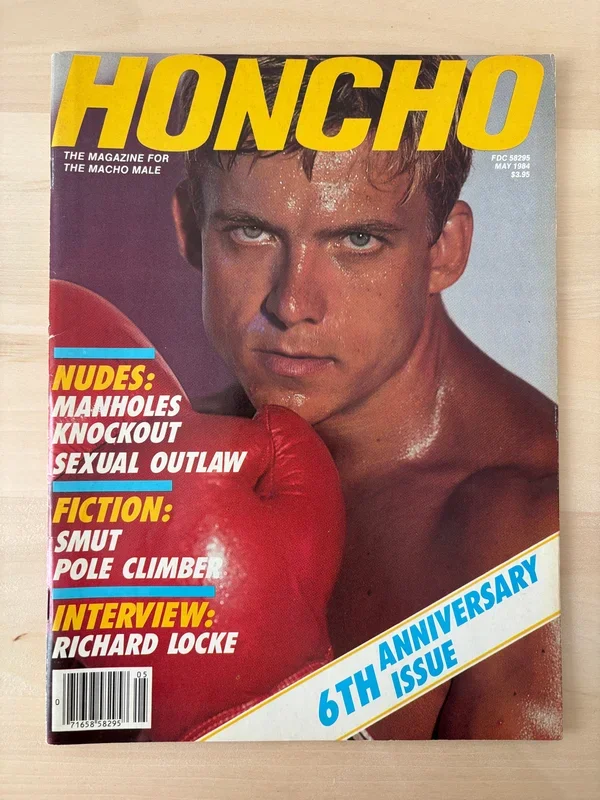 HONCHO
THE MAGAZINE FOR
THE MACHO MALE
FDC 58295
MAY 1984
$3.95
NUDES:
MANHOLES
KNOCKOUT
SEXUAL OUTLAW
FICTION:
SMUT
POLE CLIMBER
INTERVIEW:
RICHARD LOCKE
6TH ANNIVERSARY
ISSUE
05
0 71658 58295